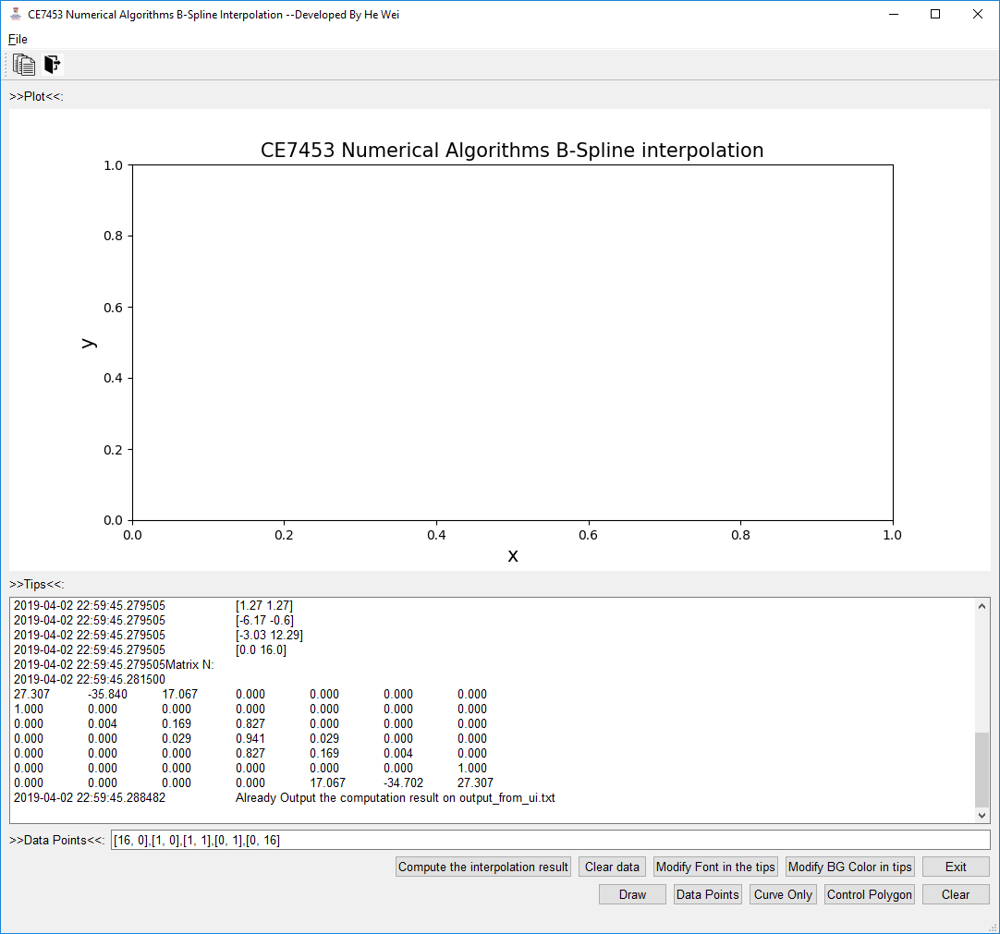 CE7453 Numerical Algorithms B-Spline Interpolation --Developed By He Wei
File
>>Plot<<:
CE7453 Numerical Algorithms B-Spline interpolation
1.0
0.8
0.6
0.4
0.2
0.0
y
0.0 0.2 0.4 0.6 0.8 1.0
x
>>Tips<<:
2019-04-02 22:59:45.279505 [1.27 1.27]
2019-04-02 22:59:45.279505 [-6.17 -0.6]
2019-04-02 22:59:45.279505 [-3.03 12.29]
2019-04-02 22:59:45.279505 [0.0 16.0]
2019-04-02 22:59:45.279505Matrix N:
2019-04-02 22:59:45.281500
27.307 -35.840 17.067 0.000 0.000 0.000 0.000
1.000 0.000 0.000 0.000 0.000 0.000 0.000
0.000 0.004 0.169 0.827 0.000 0.000 0.000
0.000 0.000 0.029 0.941 0.029 0.000 0.000
0.000 0.000 0.000 0.827 0.169 0.004 0.000
0.000 0.000 0.000 0.000 0.000 0.000 1.000
0.000 0.000 0.000 0.000 17.067 -34.702 27.307
2019-04-02 22:59:45.288482 Already Output the computation result on output_from_ui.txt
>>Data Points<<: [16, 0],[1, 0],[1, 1],[0, 1],[0, 16]
Compute the interpolation result Clear data Modify Font in the tips Modify BG Color in tips Exit
Draw Data Points Curve Only Control Polygon Clear